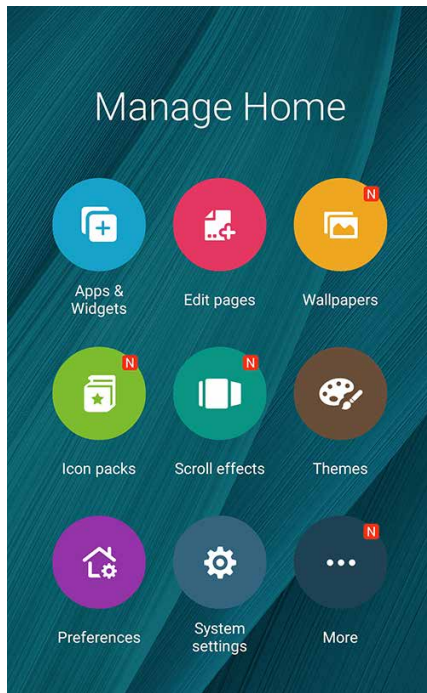 Manage Home
N
Apps &
Widgets
Edit pages
Wallpapers
N
N
Icon packs
Scroll effects
Themes
N
Preferences
System
settings
More